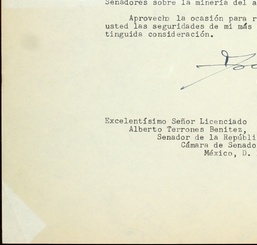 Senadores sobre la minería del a
Aprovecho la ocasión para r
usted las seguridades de mi más
tinguida consideración.
Excelentísimo Señor Licenciado
Alberto Terrones Benítez,
Senador de la Repúbli
Cámara de Senado
México, D.